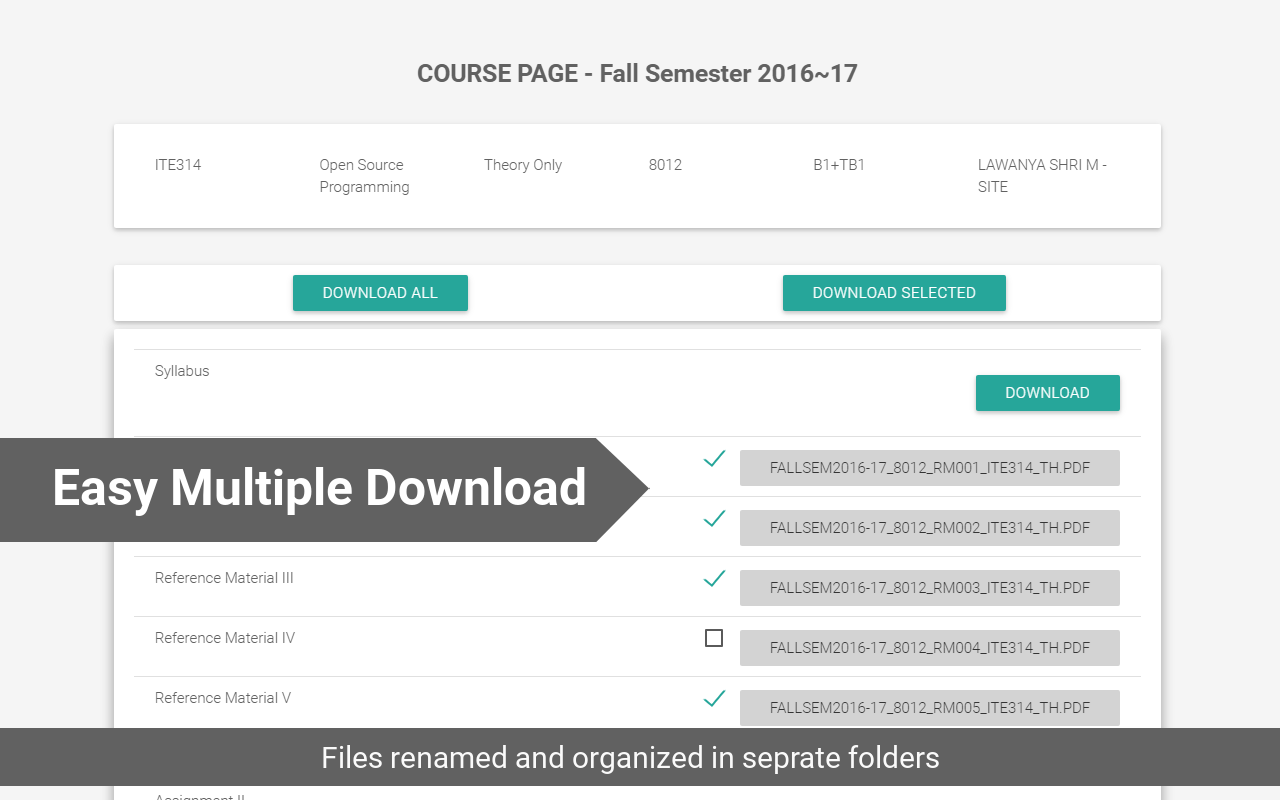 COURSE PAGE - Fall Semester 2016~17
ITE314
Open Source
Programming
Theory Only
8012
B1+TB1
LAWANYA SHRI M -
SITE
DOWNLOAD ALL
DOWNLOAD SELECTED
Syllabus
DOWNLOAD
Easy Multiple Download
FALLSEM2016-17_8012_RM001_ITE314_TH.PDF
FALLSEM2016-17_8012_RM002_ITE314_TH.PDF
Reference Material III
FALLSEM2016-17_8012_RM003_ITE314_TH.PDF
Reference Material IV
FALLSEM2016-17_8012_RM004_ITE314_TH.PDF
Reference Material V
FALLSEM2016-17_8012_RM005_ITE314_TH.PDF
Files renamed and organized in seprate folders
Assignment II